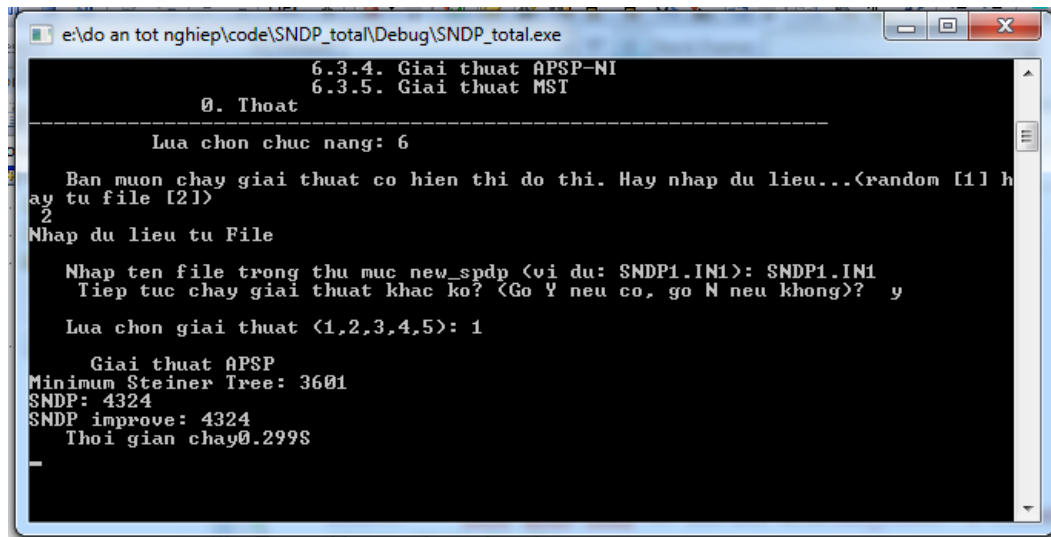 e:\do an tot nghiep\code\SNDP_total\Debug\SNDP_total.exe
6.3.4. Giai thuat APSP-NI
6.3.5. Giai thuat MST
0. Thoat
-----------------------------------------------------------------
Lua chon chuc nang: 6
Ban muon chay giai thuat co hien thi do thi. Hay nhap du lieu...(random [1] h
ay tu file [2])
2
Nhap du lieu tu File
Nhap ten file trong thu muc new_spdp (vi du: SNDP1.IN1): SNDP1.IN1
Tiep tuc chay giai thuat khac ko? (Go Y neu co, go N neu khong)? y
Lua chon giai thuat (1,2,3,4,5): 1
Giai thuat APSP
Minimum Steiner Tree: 3601
SNDP: 4324
SNDP improve: 4324
Thoi gian chay0.299S